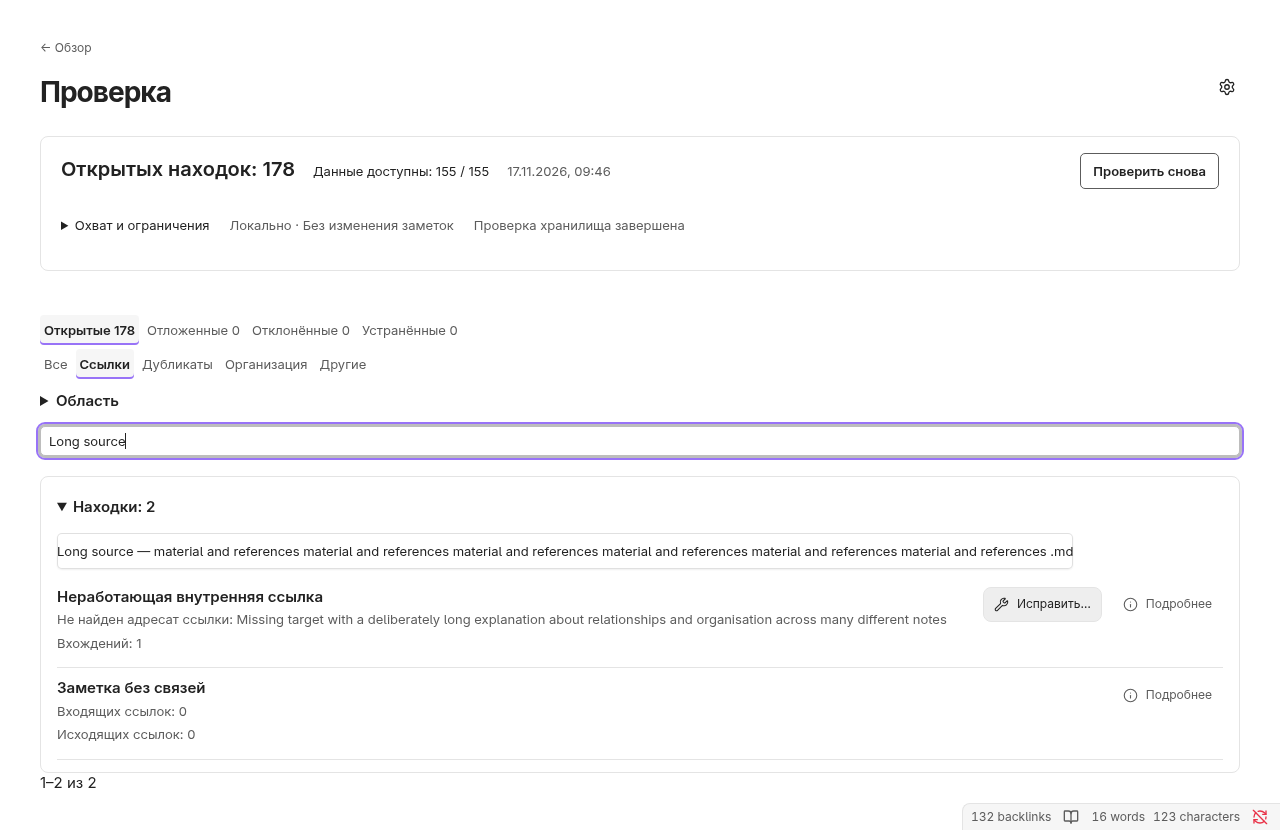 ← Обзор
Проверка
Открытых находок: 178 Данные доступны: 155 / 155 17.11.2026, 09:46 Проверить снова
Охват и ограничения Локально · Без изменения заметок Проверка хранилища завершена
Открытые 178 Отложенные 0 Отклонённые 0 Устранённые 0
Все Ссылки Дубликаты Организация Другие
Область
Long source
Находки: 2
Long source — material and references material and references material and references material and references material and references material and references .md
Неработающая внутренняя ссылка
Не найден адресат ссылки: Missing target with a deliberately long explanation about relationships and organisation across many different notes
Вхождений: 1
Исправить... Подробнее
Заметка без связей
Входящих ссылок: 0
Исходящих ссылок: 0
Подробнее
1–2 из 2
132 backlinks 16 words 123 characters